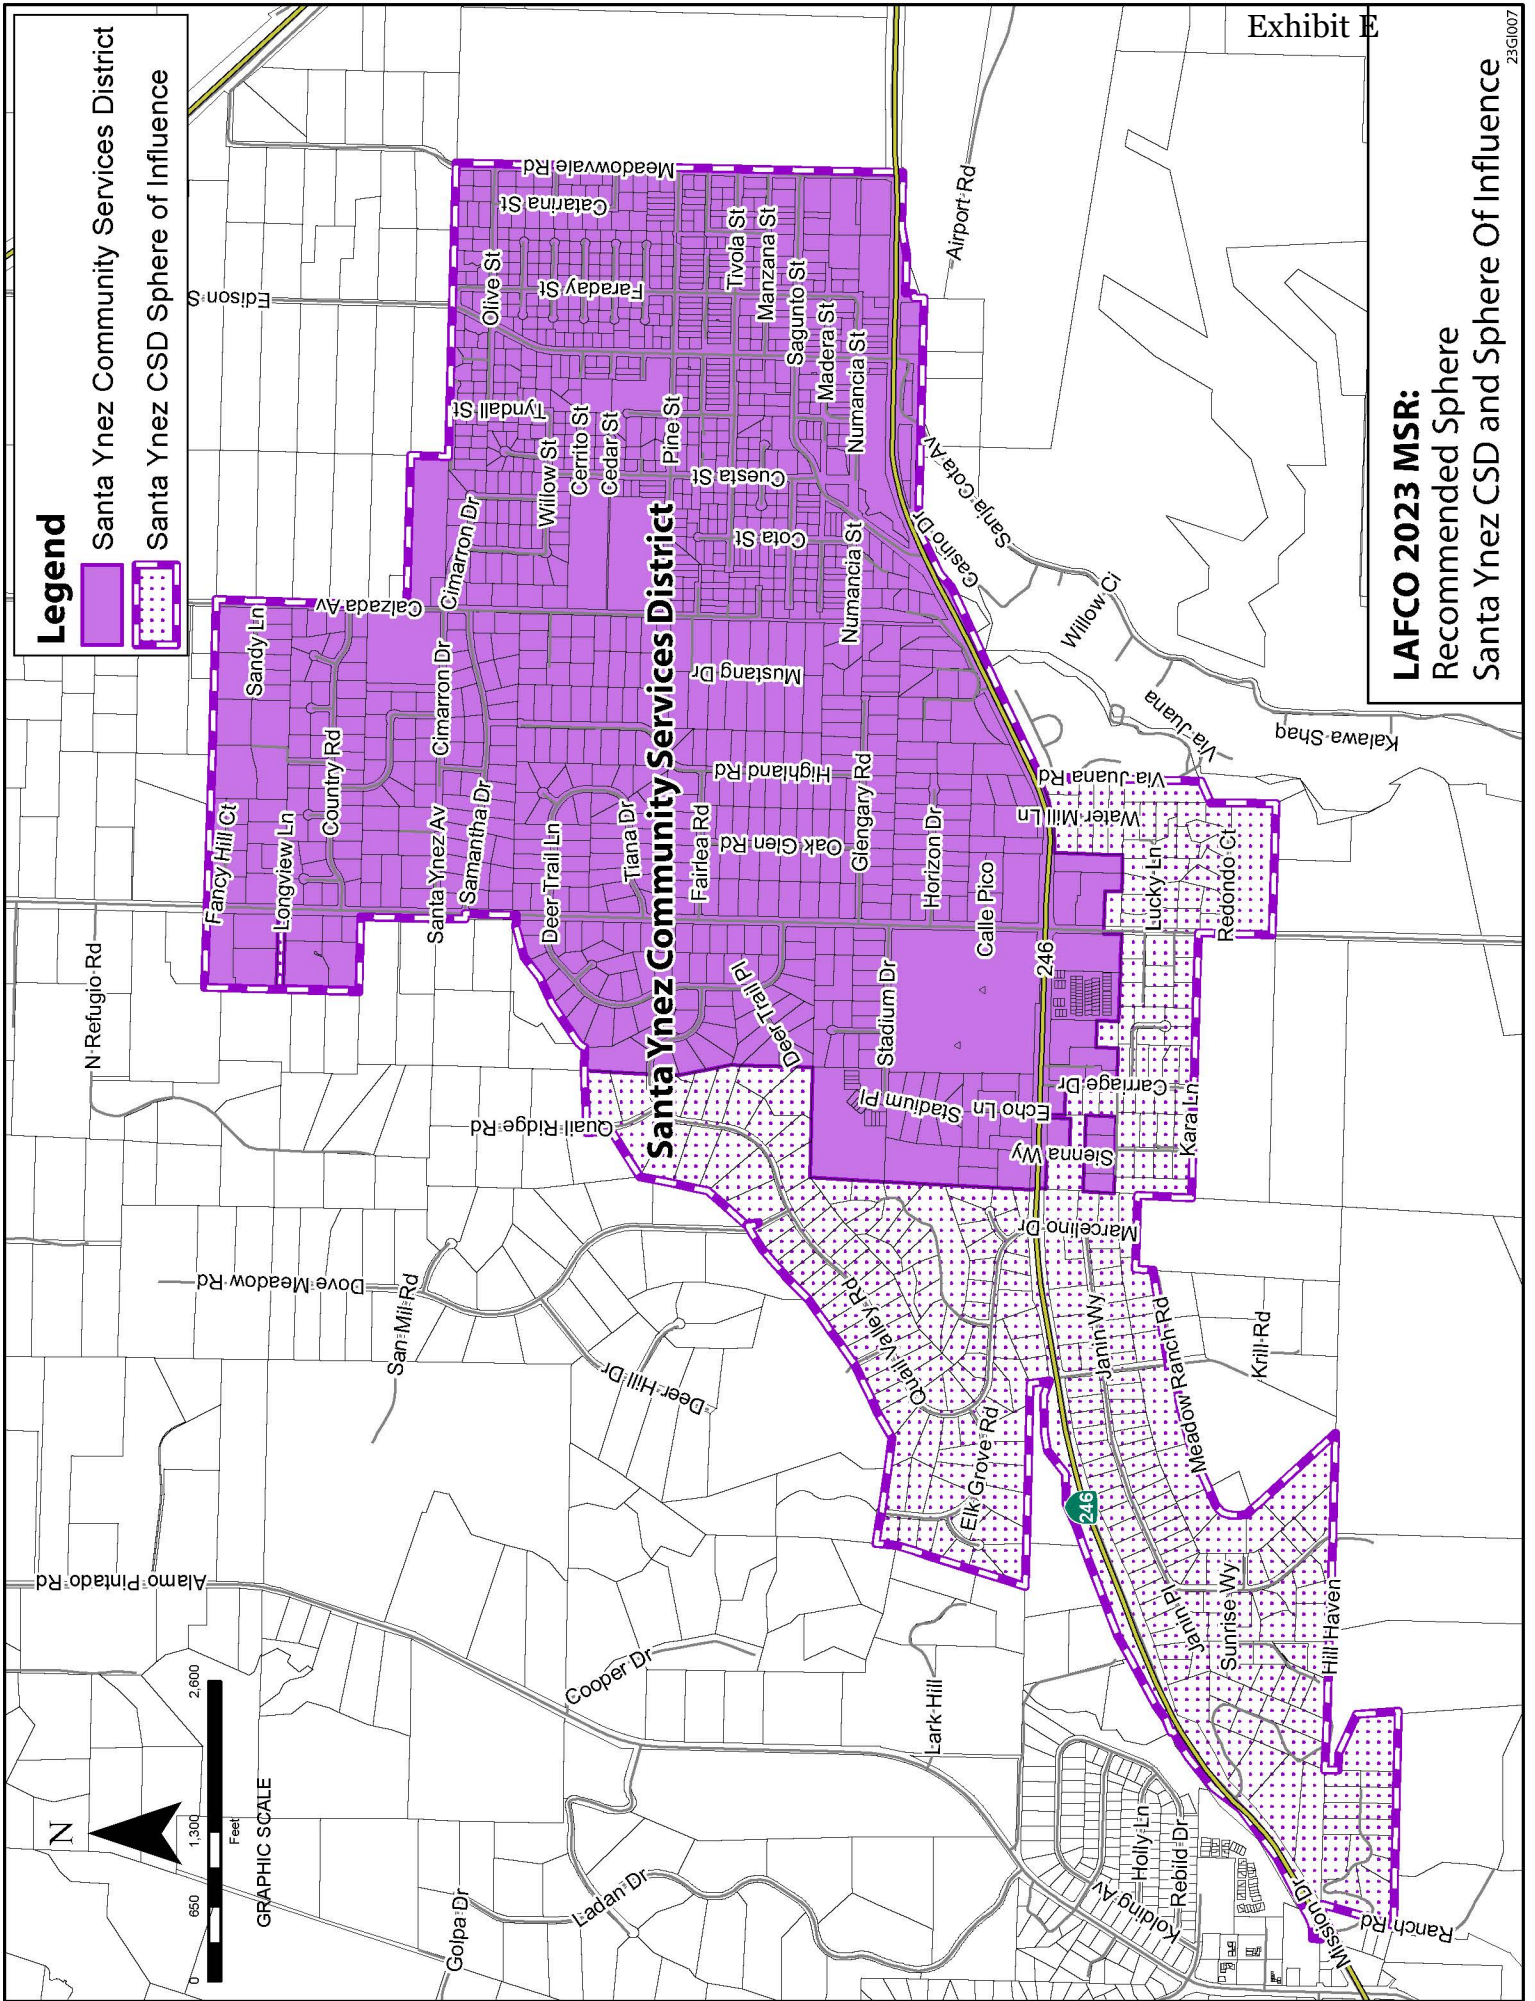 Exhibit E
Legend
Santa Ynez Community Services District
Santa Ynez CSD Sphere of Influence
N
0 650 1,300 2,600
Feet
GRAPHIC SCALE
Alamo Pintado Rd
N Refugio Rd
Edison S
Fancy Hill Ct
Sandy Ln
Longview Ln
Country Rd
Calzada Av
Cimarron Dr
Cimarron Dr
Santa Ynez Av
Samantha Dr
Meadowvale Rd
Catarina St
Olive St
Faraday St
Tyndall St
Willow St
Cerrito St
Cedar St
Pine St
Tivola St
Manzana St
Sagunto St
Madera St
Numancia St
Cuesta St
Cota St
Numancia St
Santa Ynez Community Services District
Deer Trail Ln
Tiana Dr
Fairlea Rd
Mustang Dr
Highland Rd
Oak Glen Rd
Glengary Rd
Horizon Dr
Calle Pico
Deer Trail Pl
Stadium Dr
Stadium Pl
Echo Ln
246
Sienna Wy
Carriage Dr
Kara Ln
Lucky Ln
Redondo Ct
Water Mill Ln
Via Juana Rd
Via Juana
Willow Ci
Kalawa Shaq
Sanja Cota Av
Casino Dr
Airport Rd
Quail Ridge Rd
Dove Meadow Rd
San Mil Rd
Deer Hill Dr
Quail Valley Rd
Elk Grove Rd
Marcelino Dr
Janin Wy
Meadow Ranch Rd
Krill Rd
246
Janin Pl
Sunrise Wy
Hill Haven
Cooper Dr
Lark Hill
Ladan Dr
Golpa Dr
Holly Ln
Rebild Dr
Kolding Av
Mission Dr
Ranch Rd
LAFCO 2023 MSR:
Recommended Sphere
Santa Ynez CSD and Sphere Of Influence
23GI007